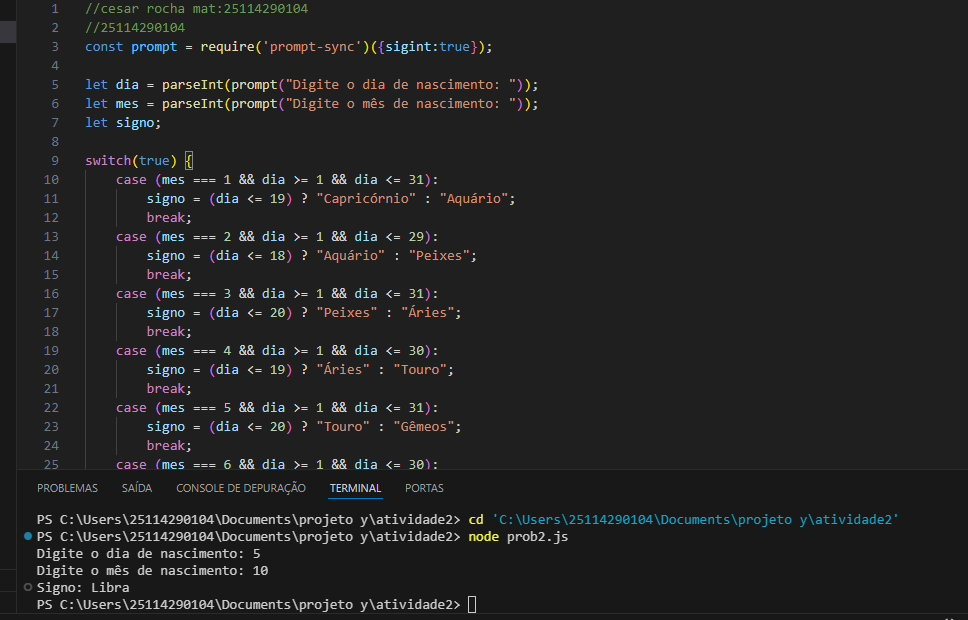 1 //cesar rocha mat:25114290104
2 //25114290104
3 const prompt = require('prompt-sync')({sigint:true});
4
5 let dia = parseInt(prompt("Digite o dia de nascimento: "));
6 let mes = parseInt(prompt("Digite o mês de nascimento: "));
7 let signo;
8
9 switch(true) {
10 case (mes === 1 && dia >= 1 && dia <= 31):
11 signo = (dia <= 19) ? "Capricórnio" : "Aquário";
12 break;
13 case (mes === 2 && dia >= 1 && dia <= 29):
14 signo = (dia <= 18) ? "Aquário" : "Peixes";
15 break;
16 case (mes === 3 && dia >= 1 && dia <= 31):
17 signo = (dia <= 20) ? "Peixes" : "Áries";
18 break;
19 case (mes === 4 && dia >= 1 && dia <= 30):
20 signo = (dia <= 19) ? "Áries" : "Touro";
21 break;
22 case (mes === 5 && dia >= 1 && dia <= 31):
23 signo = (dia <= 20) ? "Touro" : "Gêmeos";
24 break;
25 case (mes === 6 && dia >= 1 && dia <= 30):
PROBLEMAS SAÍDA CONSOLE DE DEPURAÇÃO TERMINAL PORTAS
PS C:\Users\25114290104\Documents\projeto y\atividade2> cd 'C:\Users\25114290104\Documents\projeto y\atividade2'
PS C:\Users\25114290104\Documents\projeto y\atividade2> node prob2.js
Digite o dia de nascimento: 5
Digite o mês de nascimento: 10
Signo: Libra
PS C:\Users\25114290104\Documents\projeto y\atividade2>